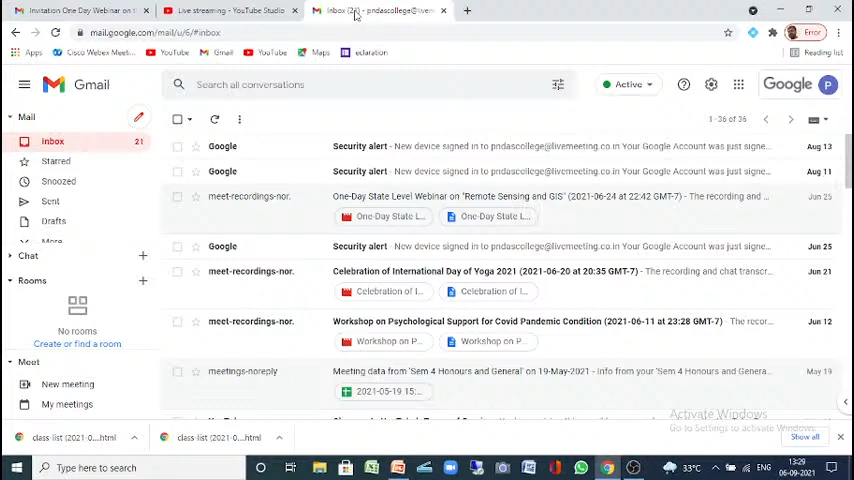 Invitation One Day Webinar on t
Live streaming - YouTube Studio
Inbox (21) - pndascollege@livem
mail.google.com/mail/u/6/#inbox
Error
Apps
Cisco Webex Meet...
YouTube
Gmail
YouTube
Maps
eclaration
Reading list
Gmail
Search all conversations
Active
Google
P
Mail
1-36 of 36
Inbox 21
Starred
Snoozed
Sent
Drafts
More
Chat
Rooms
No rooms
Create or find a room
Meet
New meeting
My meetings
Google Security alert - New device signed in to pndascollege@livemeeting.co.in Your Google Account was just signe... Aug 13
Google Security alert - New device signed in to pndascollege@livemeeting.co.in Your Google Account was just signe... Aug 11
meet-recordings-nor. One-Day State Level Webinar on "Remote Sensing and GIS" (2021-06-24 at 22:42 GMT-7) - The recording and ... Jun 25
One-Day State L... One-Day State L...
Google Security alert - New device signed in to pndascollege@livemeeting.co.in Your Google Account was just signe... Jun 25
meet-recordings-nor. Celebration of International Day of Yoga 2021 (2021-06-20 at 20:35 GMT-7) - The recording and chat transcr... Jun 21
Celebration of I... Celebration of I...
meet-recordings-nor. Workshop on Psychological Support for Covid Pandemic Condition (2021-06-11 at 23:28 GMT-7) - The recor... Jun 12
Workshop on P... Workshop on P...
meetings-noreply Meeting data from 'Sem 4 Honours and General' on 19-May-2021 - Info from your 'Sem 4 Honours and General... May 19
2021-05-19 15:...
Activate Windows
Go to Settings to activate Windows.
class-list (2021-0....html
class-list (2021-0....html
Show all
Type here to search
33°C
ENG
13:29
06-09-2021